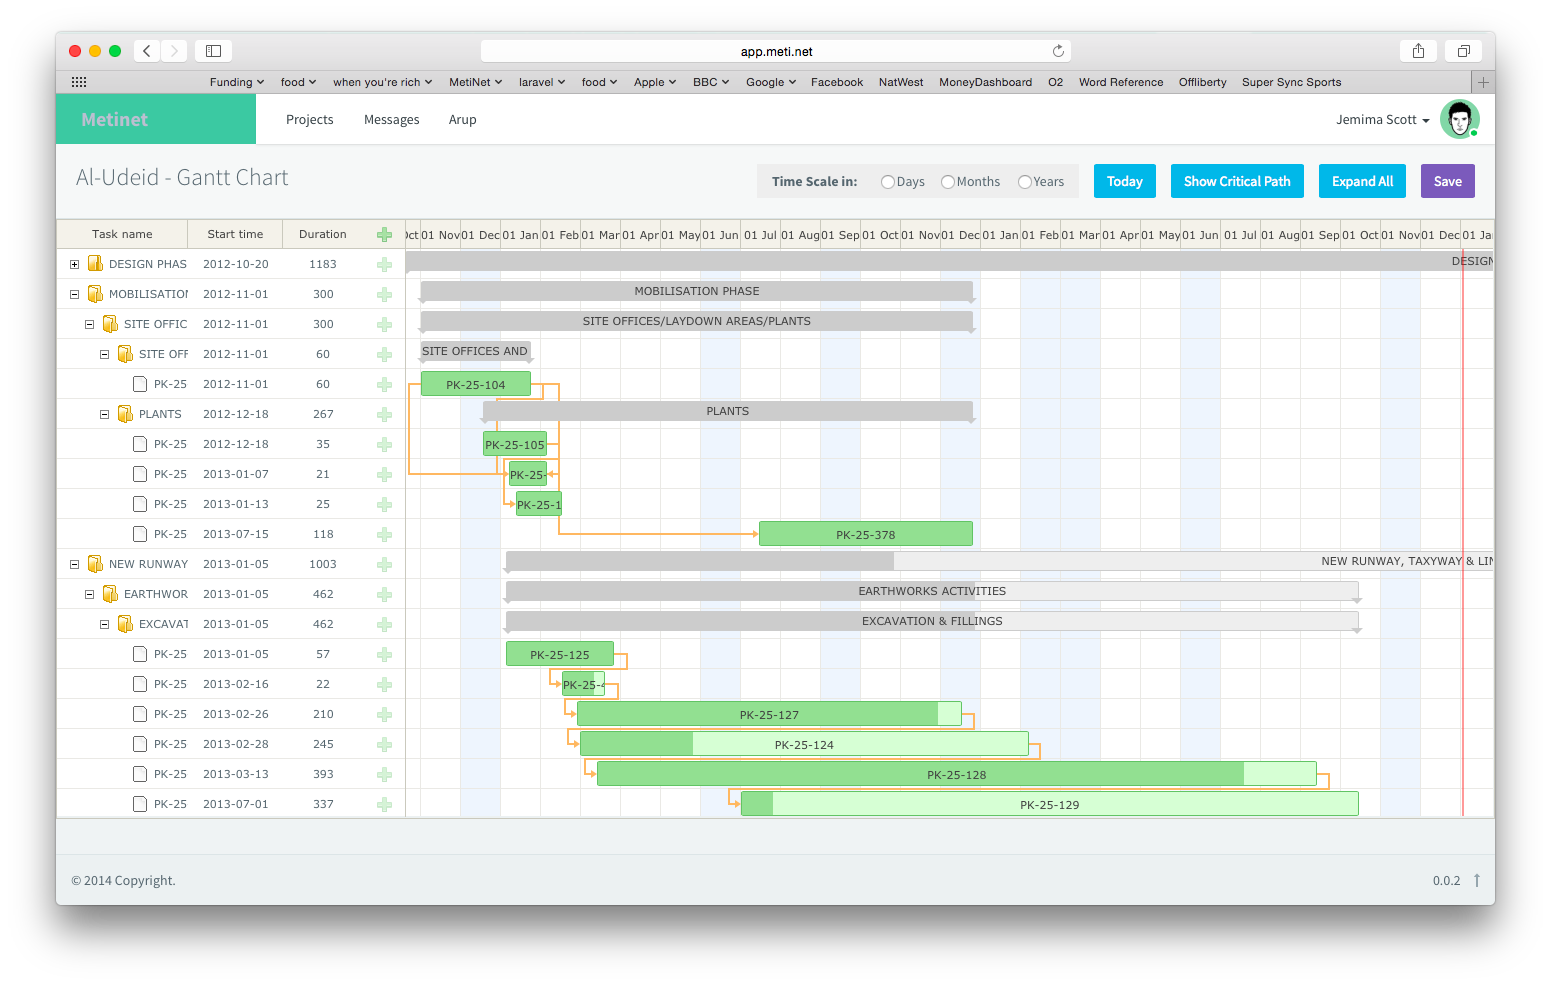 app.meti.net
Funding food when you're rich MetiNet laravel food Apple BBC Google Facebook NatWest MoneyDashboard O2 Word Reference Offliberty Super Sync Sports
Metinet Projects Messages Arup Jemima Scott
Al-Udeid - Gantt Chart Time Scale in: Days Months Years Today Show Critical Path Expand All Save
Task name Start time Duration Oct 01 Nov 01 Dec 01 Jan 01 Feb 01 Mar 01 Apr 01 May 01 Jun 01 Jul 01 Aug 01 Sep 01 Oct 01 Nov 01 Dec 01 Jan 01 Feb 01 Mar 01 Apr 01 May 01 Jun 01 Jul 01 Aug 01 Sep 01 Oct 01 Nov 01 Dec 01 Ja
DESIGN PHAS 2012-10-20 1183 DESIGN
MOBILISATION 2012-11-01 300 MOBILISATION PHASE
SITE OFFIC 2012-11-01 300 SITE OFFICES/LAYDOWN AREAS/PLANTS
SITE OFF 2012-11-01 60 SITE OFFICES AND
PK-25 2012-11-01 60 PK-25-104
PLANTS 2012-12-18 267 PLANTS
PK-25 2012-12-18 35 PK-25-105
PK-25 2013-01-07 21 PK-25-
PK-25 2013-01-13 25 PK-25-1
PK-25 2013-07-15 118 PK-25-378
NEW RUNWAY 2013-01-05 1003 NEW RUNWAY, TAXYWAY & LIN
EARTHWOR 2013-01-05 462 EARTHWORKS ACTIVITIES
EXCAVAT 2013-01-05 462 EXCAVATION & FILLINGS
PK-25 2013-01-05 57 PK-25-125
PK-25 2013-02-16 22 PK-25-4
PK-25 2013-02-26 210 PK-25-127
PK-25 2013-02-28 245 PK-25-124
PK-25 2013-03-13 393 PK-25-128
PK-25 2013-07-01 337 PK-25-129
© 2014 Copyright. 0.0.2